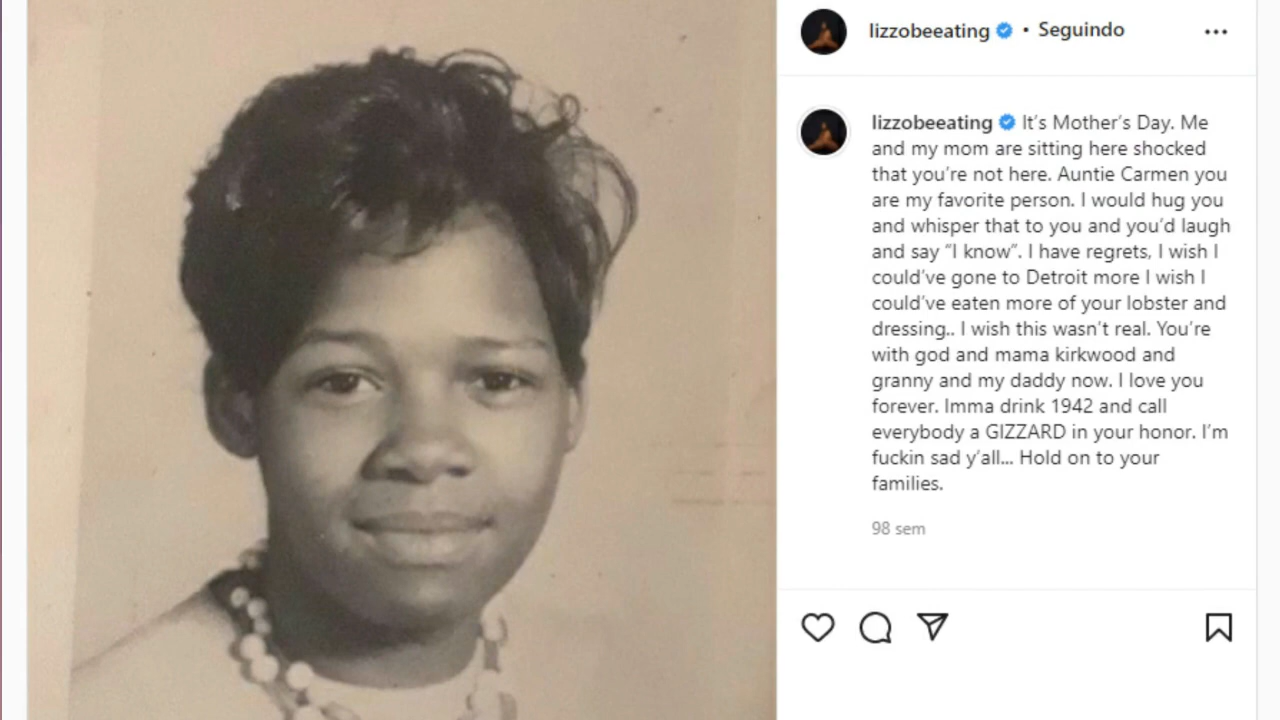 lizzobeeating • Seguindo
lizzobeeating It’s Mother’s Day. Me
and my mom are sitting here shocked
that you’re not here. Auntie Carmen you
are my favorite person. I would hug you
and whisper that to you and you’d laugh
and say “I know”. I have regrets, I wish I
could’ve gone to Detroit more I wish I
could’ve eaten more of your lobster and
dressing.. I wish this wasn’t real. You’re
with god and mama kirkwood and
granny and my daddy now. I love you
forever. Imma drink 1942 and call
everybody a GIZZARD in your honor. I’m
fuckin sad y’all... Hold on to your
families.
98 sem